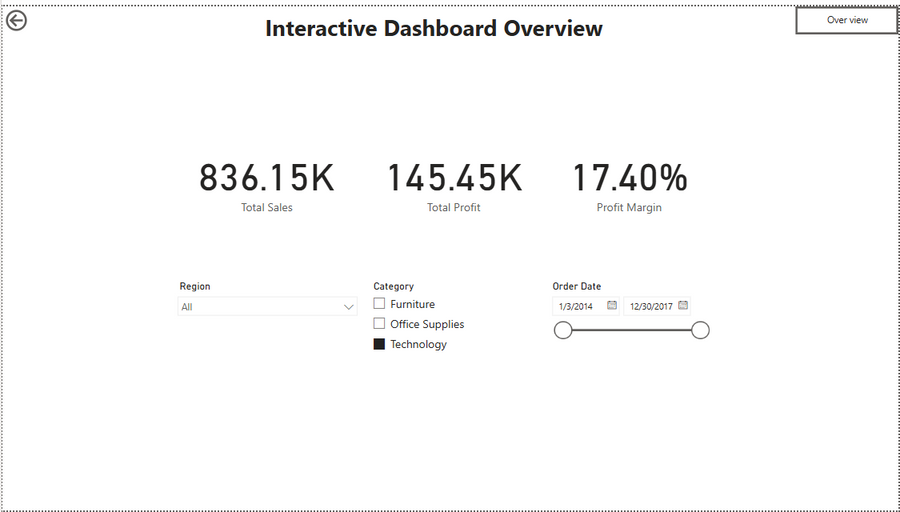 Interactive Dashboard Overview
Over view
836.15K
Total Sales
145.45K
Total Profit
17.40%
Profit Margin
Region
All
Category
Furniture
Office Supplies
Technology
Order Date
1/3/2014
12/30/2017